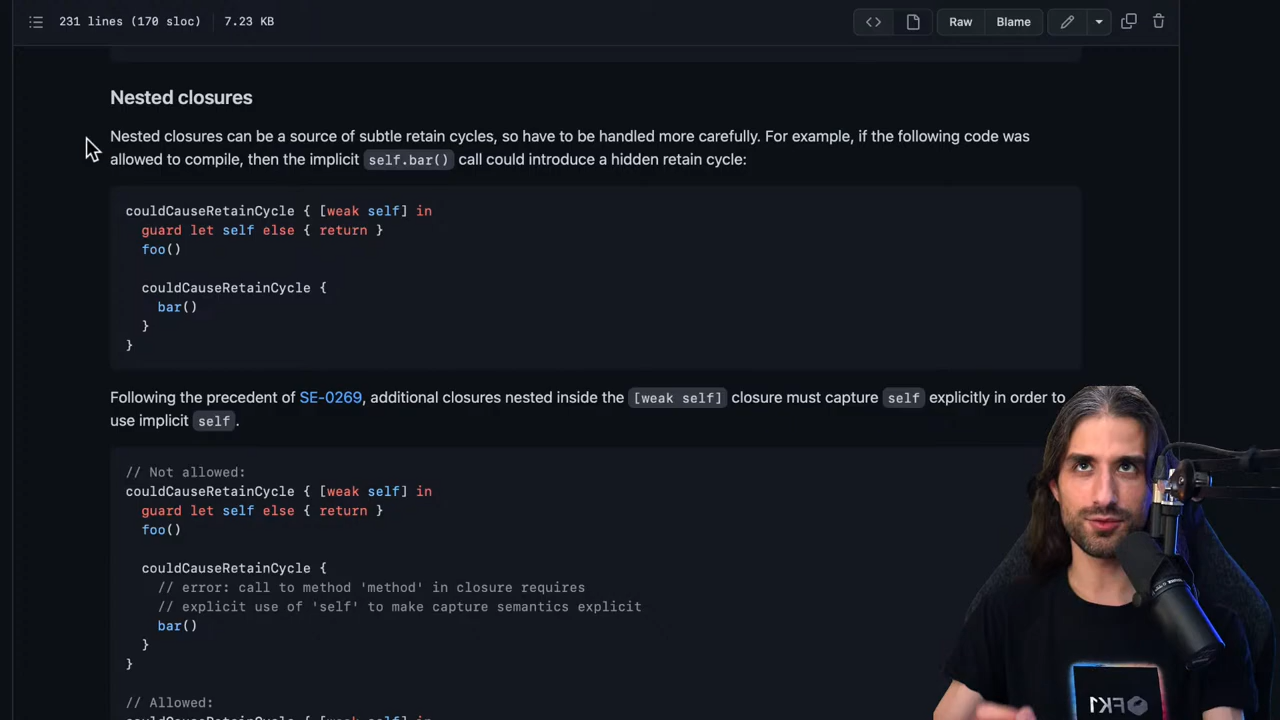 231 lines (170 sloc) 7.23 KB Raw Blame
Nested closures
Nested closures can be a source of subtle retain cycles, so have to be handled more carefully. For example, if the following code was
allowed to compile, then the implicit self.bar() call could introduce a hidden retain cycle:
couldCauseRetainCycle { [weak self] in
  guard let self else { return }
  foo()
  couldCauseRetainCycle {
    bar()
  }
}
Following the precedent of SE-0269, additional closures nested inside the [weak self] closure must capture self explicitly in order to
use implicit self.
// Not allowed:
couldCauseRetainCycle { [weak self] in
  guard let self else { return }
  foo()
  couldCauseRetainCycle {
    // error: call to method 'method' in closure requires
    // explicit use of 'self' to make capture semantics explicit
    bar()
  }
}
// Allowed:
couldCauseRetainCycle { [weak self] in
FK1